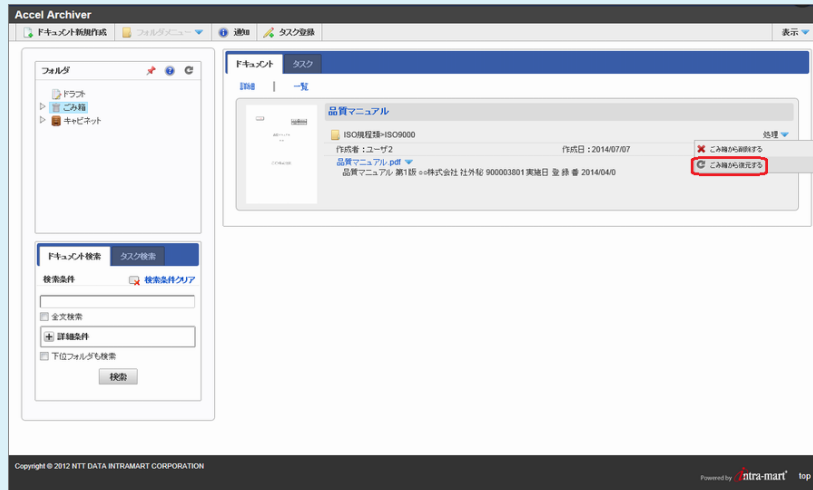 Accel Archiver
ドキュメント新規作成 フォルダメニュー 通知 タスク登録 表示
フォルダ
ドラフト
ごみ箱
キャビネット
ドキュメント タスク
詳細 | 一覧
品質マニュアル
ISO規程類>ISO9000 処理
作成者:ユーザ2 作成日:2014/07/07
品質マニュアル.pdf
品質マニュアル 第1版 ○○株式会社 社外秘 900003801 実施日 登 録 番 2014/04/0
ごみ箱から削除する
ごみ箱から復元する
ドキュメント検索 タスク検索
検索条件 検索条件クリア
全文検索
詳細条件
下位フォルダも検索
検索
Copyright © 2012 NTT DATA INTRAMART CORPORATION
Powered by intra-mart top